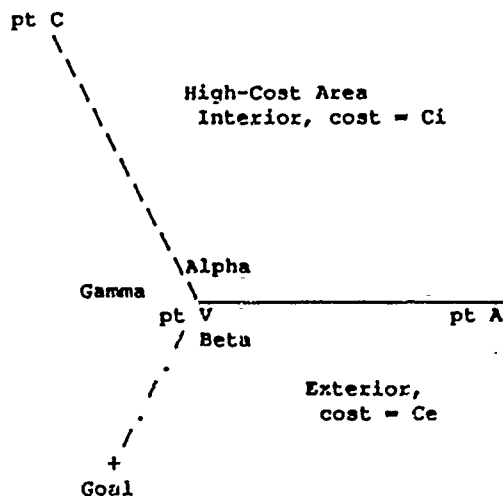 pt C
High-Cost Area
Interior, cost = Ci
Alpha
Gamma
pt V
pt A
Beta
Exterior,
cost = Ce
Goal